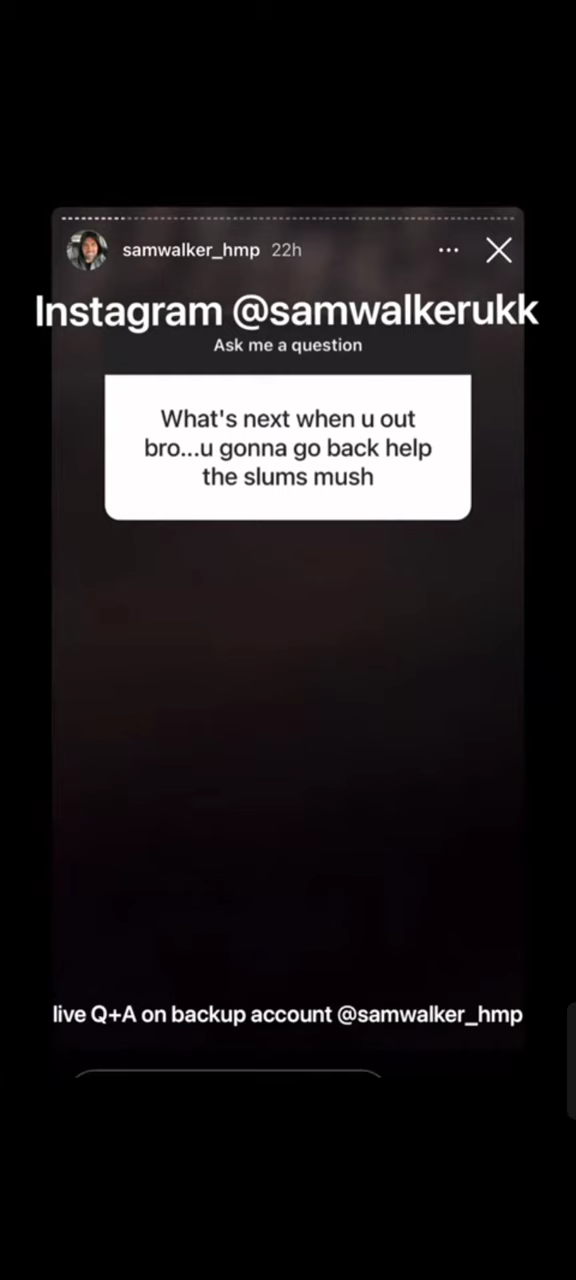 samwalker_hmp 22h
Instagram @samwalkerukk
Ask me a question
What's next when u out
bro...u gonna go back help
the slums mush
live Q+A on backup account @samwalker_hmp